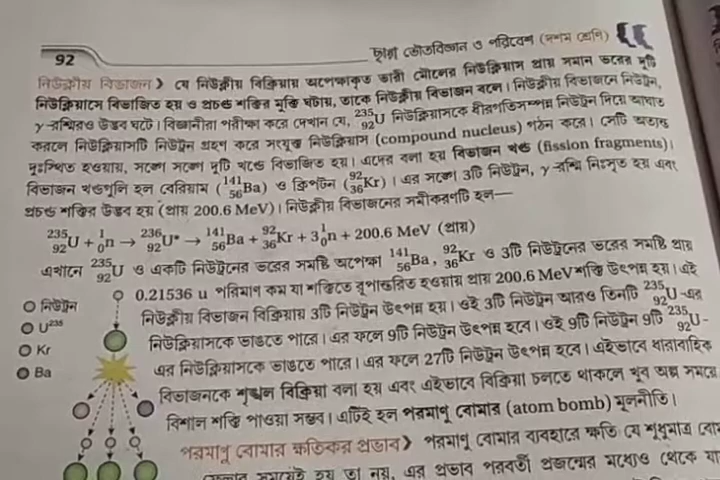 92
ছায়া ভৌতবিজ্ঞান ও পরিবেশ (দশম শ্রেণি)
নিউক্লীয় বিভাজন》 যে নিউক্লীয় বিক্রিয়ায় অপেক্ষাকৃত ভারী মৌলের নিউক্লিয়াস প্রায় সমান ভরের দুটি
নিউক্লিয়াসে বিভাজিত হয় ও প্রচণ্ড শক্তির মুক্তি ঘটায়, তাকে নিউক্লীয় বিভাজন বলে। নিউক্লীয় বিভাজনে নিউট্রন,
γ-রশ্মিরও উদ্ভব ঘটে। বিজ্ঞানীরা পরীক্ষা করে দেখান যে, ²³⁵₉₂U নিউক্লিয়াসকে ধীরগতিসম্পন্ন নিউট্রন দিয়ে আঘাত
করলে নিউক্লিয়াসটি নিউট্রন গ্রহণ করে সংযুক্ত নিউক্লিয়াস (compound nucleus) গঠন করে। সেটি অত্যন্ত
দুঃস্থিত হওয়ায়, সঙ্গে সঙ্গে দুটি খণ্ডে বিভাজিত হয়। এদের বলা হয় বিভাজন খণ্ড (fission fragments)।
বিভাজন খণ্ডগুলি হল বেরিয়াম (¹⁴¹₅₆Ba) ও ক্রিপটন (⁹²₃₆Kr)। এর সঙ্গে 3টি নিউট্রন, γ-রশ্মি নিঃসৃত হয় এবং
প্রচণ্ড শক্তির উদ্ভব হয় (প্রায় 200.6 MeV)। নিউক্লীয় বিভাজনের সমীকরণটি হল—
²³⁵₉₂U + ¹₀n → ²³⁶₉₂U* → ¹⁴¹₅₆Ba + ⁹²₃₆Kr + 3¹₀n + 200.6 MeV (প্রায়)
এখানে ²³⁵₉₂U ও একটি নিউট্রনের ভরের সমষ্টি অপেক্ষা ¹⁴¹₅₆Ba, ⁹²₃₆Kr ও 3টি নিউট্রনের ভরের সমষ্টি প্রায়
0.21536 u পরিমাণ কম যা শক্তিতে রূপান্তরিত হওয়ায় প্রায় 200.6 MeV শক্তি উৎপন্ন হয়। এই
নিউক্লীয় বিভাজন বিক্রিয়ায় 3টি নিউট্রন উৎপন্ন হয়। ওই 3টি নিউট্রন আরও তিনটি ²³⁵₉₂U-এর
নিউক্লিয়াসকে ভাঙতে পারে। এর ফলে 9টি নিউট্রন উৎপন্ন হবে। ওই 9টি নিউট্রন 9টি ²³⁵₉₂U-
এর নিউক্লিয়াসকে ভাঙতে পারে। এর ফলে 27টি নিউট্রন উৎপন্ন হবে। এইভাবে ধারাবাহিক
বিভাজনকে শৃঙ্খল বিক্রিয়া বলা হয় এবং এইভাবে বিক্রিয়া চলতে থাকলে খুব অল্প সময়ে
বিশাল শক্তি পাওয়া সম্ভব। এটিই হল পরমাণু বোমার (atom bomb) মূলনীতি।
নিউট্রন
U²³⁵
Kr
Ba
পরমাণু বোমার ক্ষতিকর প্রভাব》 পরমাণু বোমার ব্যবহারে ক্ষতি যে শুধুমাত্র
সময়েই হয় তা নয়, এর প্রভাব পরবর্তী প্রজন্মের মধ্যেও থেকে